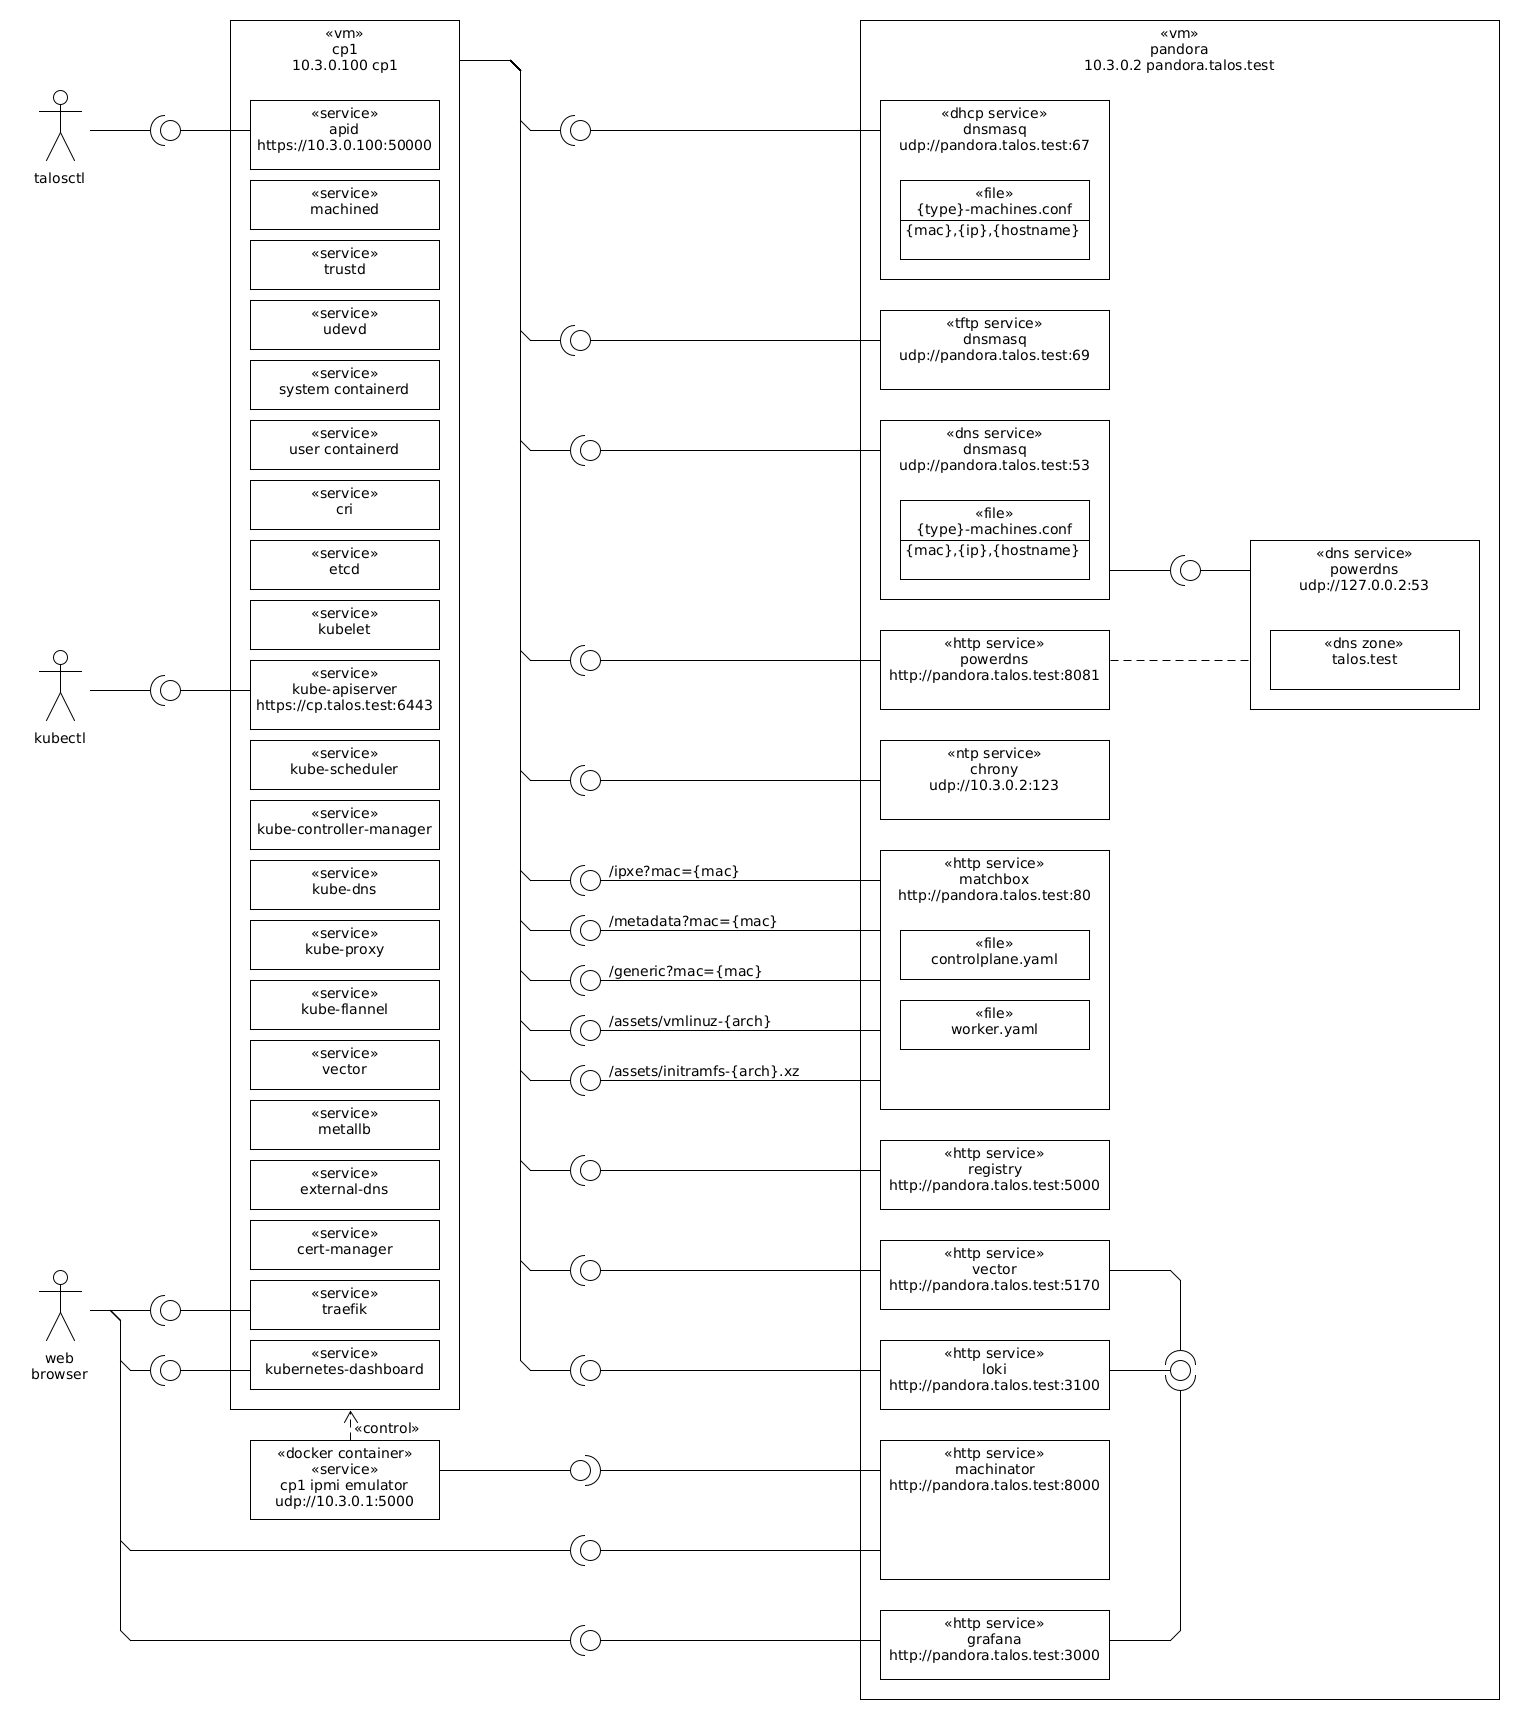 «vm»
cp1
10.3.0.100 cp1
talosctl
«service»
apid
https://10.3.0.100:50000
«service»
machined
«service»
trustd
«service»
udevd
«service»
system containerd
«service»
user containerd
«service»
cri
«service»
etcd
«service»
kubelet
kubectl
«service»
kube-apiserver
https://cp.talos.test:6443
«service»
kube-scheduler
«service»
kube-controller-manager
«service»
kube-dns
«service»
kube-proxy
«service»
kube-flannel
«service»
vector
«service»
metallb
«service»
external-dns
«service»
cert-manager
web
browser
«service»
traefik
«service»
kubernetes-dashboard
«control»
«docker container»
«service»
cp1 ipmi emulator
udp://10.3.0.1:5000
«vm»
pandora
10.3.0.2 pandora.talos.test
«dhcp service»
dnsmasq
udp://pandora.talos.test:67
«file»
{type}-machines.conf
{mac},{ip},{hostname}
«tftp service»
dnsmasq
udp://pandora.talos.test:69
«dns service»
dnsmasq
udp://pandora.talos.test:53
«file»
{type}-machines.conf
{mac},{ip},{hostname}
«dns service»
powerdns
udp://127.0.0.2:53
«dns zone»
talos.test
«http service»
powerdns
http://pandora.talos.test:8081
«ntp service»
chrony
udp://10.3.0.2:123
/ipxe?mac={mac}
/metadata?mac={mac}
/generic?mac={mac}
/assets/vmlinuz-{arch}
/assets/initramfs-{arch}.xz
«http service»
matchbox
http://pandora.talos.test:80
«file»
controlplane.yaml
«file»
worker.yaml
«http service»
registry
http://pandora.talos.test:5000
«http service»
vector
http://pandora.talos.test:5170
«http service»
loki
http://pandora.talos.test:3100
«http service»
machinator
http://pandora.talos.test:8000
«http service»
grafana
http://pandora.talos.test:3000